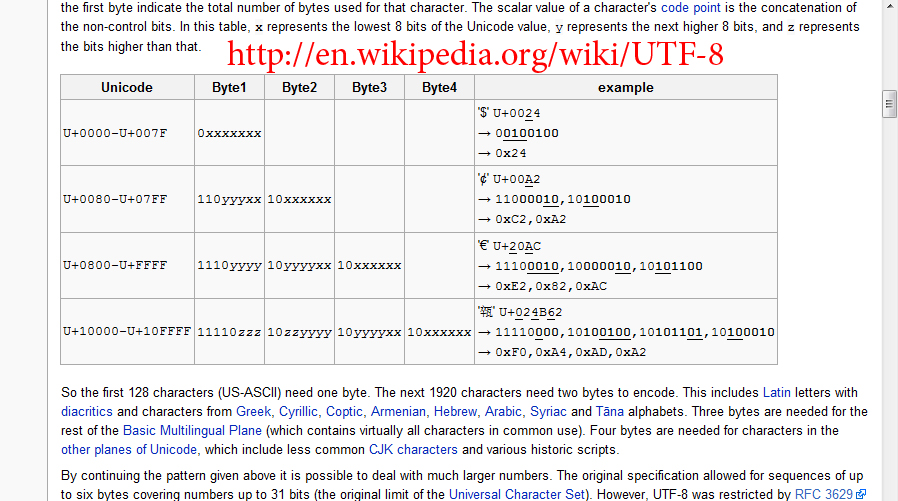 the first byte indicate the total number of bytes used for that character. The scalar value of a character's code point is the concatenation
of the non-control bits. In this table, x represents the lowest 8 bits of the Unicode value, y represents the next higher 8 bits, and z represents
the bits higher than that.
http://en.wikipedia.org/wiki/UTF-8
Unicode Byte1 Byte2 Byte3 Byte4 example
U+0000–U+007F 0xxxxxxx '$' U+0024
→ 00100100
→ 0x24
U+0080–U+07FF 110yyyxx 10xxxxxx '¢' U+00A2
→ 11000010,10100010
→ 0xC2,0xA2
U+0800–U+FFFF 1110yyyy 10yyyyxx 10xxxxxx '€' U+20AC
→ 11100010,10000010,10101100
→ 0xE2,0x82,0xAC
U+10000–U+10FFFF 11110zzz 10zzyyyy 10yyyyxx 10xxxxxx '𤭢' U+024B62
→ 11110000,10100100,10101101,10100010
→ 0xF0,0xA4,0xAD,0xA2
So the first 128 characters (US-ASCII) need one byte. The next 1920 characters need two bytes to encode. This includes Latin letters with
diacritics and characters from Greek, Cyrillic, Coptic, Armenian, Hebrew, Arabic, Syriac and Tāna alphabets. Three bytes are needed for the
rest of the Basic Multilingual Plane (which contains virtually all characters in common use). Four bytes are needed for characters in the
other planes of Unicode, which include less common CJK characters and various historic scripts.
By continuing the pattern given above it is possible to deal with much larger numbers. The original specification allowed for sequences of up
to six bytes covering numbers up to 31 bits (the original limit of the Universal Character Set). However, UTF-8 was restricted by RFC 3629